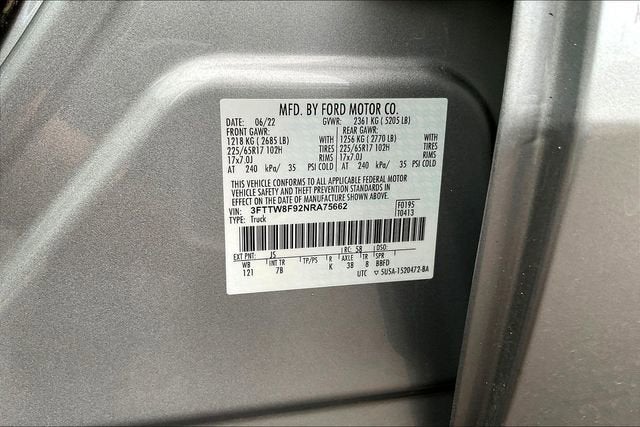 MFD. BY FORD MOTOR CO.
DATE: 06/22 GVWR: 2361 KG ( 5205 LB)
FRONT GAWR: REAR GAWR:
1218 KG ( 2685 LB) WITH 1256 KG ( 2770 LB) WITH
225/65R17 102H TIRES 225/65R17 102H TIRES
17x7.0J RIMS 17x7.0J RIMS
AT 240 kPa/ 35 PSI COLD AT 240 kPa/ 35 PSI COLD
THIS VEHICLE CONFORMS TO ALL APPLICABLE FEDERAL MOTOR
VEHICLE SAFETY AND THEFT PREVENTION STANDARDS IN
EFFECT ON THE DATE OF MANUFACTURE SHOWN ABOVE.
VIN: 3FTTW8F92NRA75662 F0195
TYPE: Truck T0413
EXT PNT: JS RC: 58 DSO:
WB INT TR TP/PS R AXLE TR SPR
121 7B K 38 8 BBFD
UTC 5U5A-1520472-BA